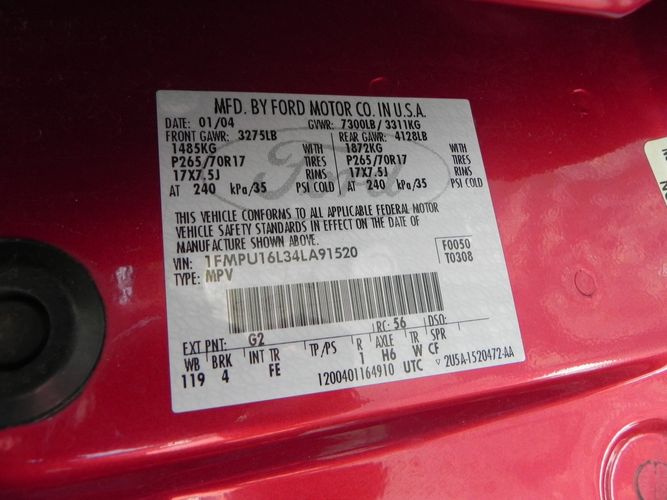 MFD. BY FORD MOTOR CO. IN U.S.A.
DATE: 01/04 GVWR: 7300LB/ 3311KG
FRONT GAWR: 3275LB REAR GAWR: 4128LB
1485KG WITH 1872KG WITH
P265/70R17 TIRES P265/70R17 TIRES
17X7.5J RIMS 17X7.5J RIMS
AT 240 kPa/35 PSI COLD AT 240 kPa/35 PSI COLD
Ford
THIS VEHICLE CONFORMS TO ALL APPLICABLE FEDERAL MOTOR
VEHICLE SAFETY STANDARDS IN EFFECT ON THE DATE OF
MANUFACTURE SHOWN ABOVE.
VIN: 1FMPU16L34LA91520 F0050
TYPE: MPV T0308
EXT PNT: G2 RC: 56 DSO:
WB BRK INT TR TP/PS R AXLE TR SPR
119 4 FE 1 H6 W CF
1200401164910 UTC ▽ 2U5A-1520472-AA